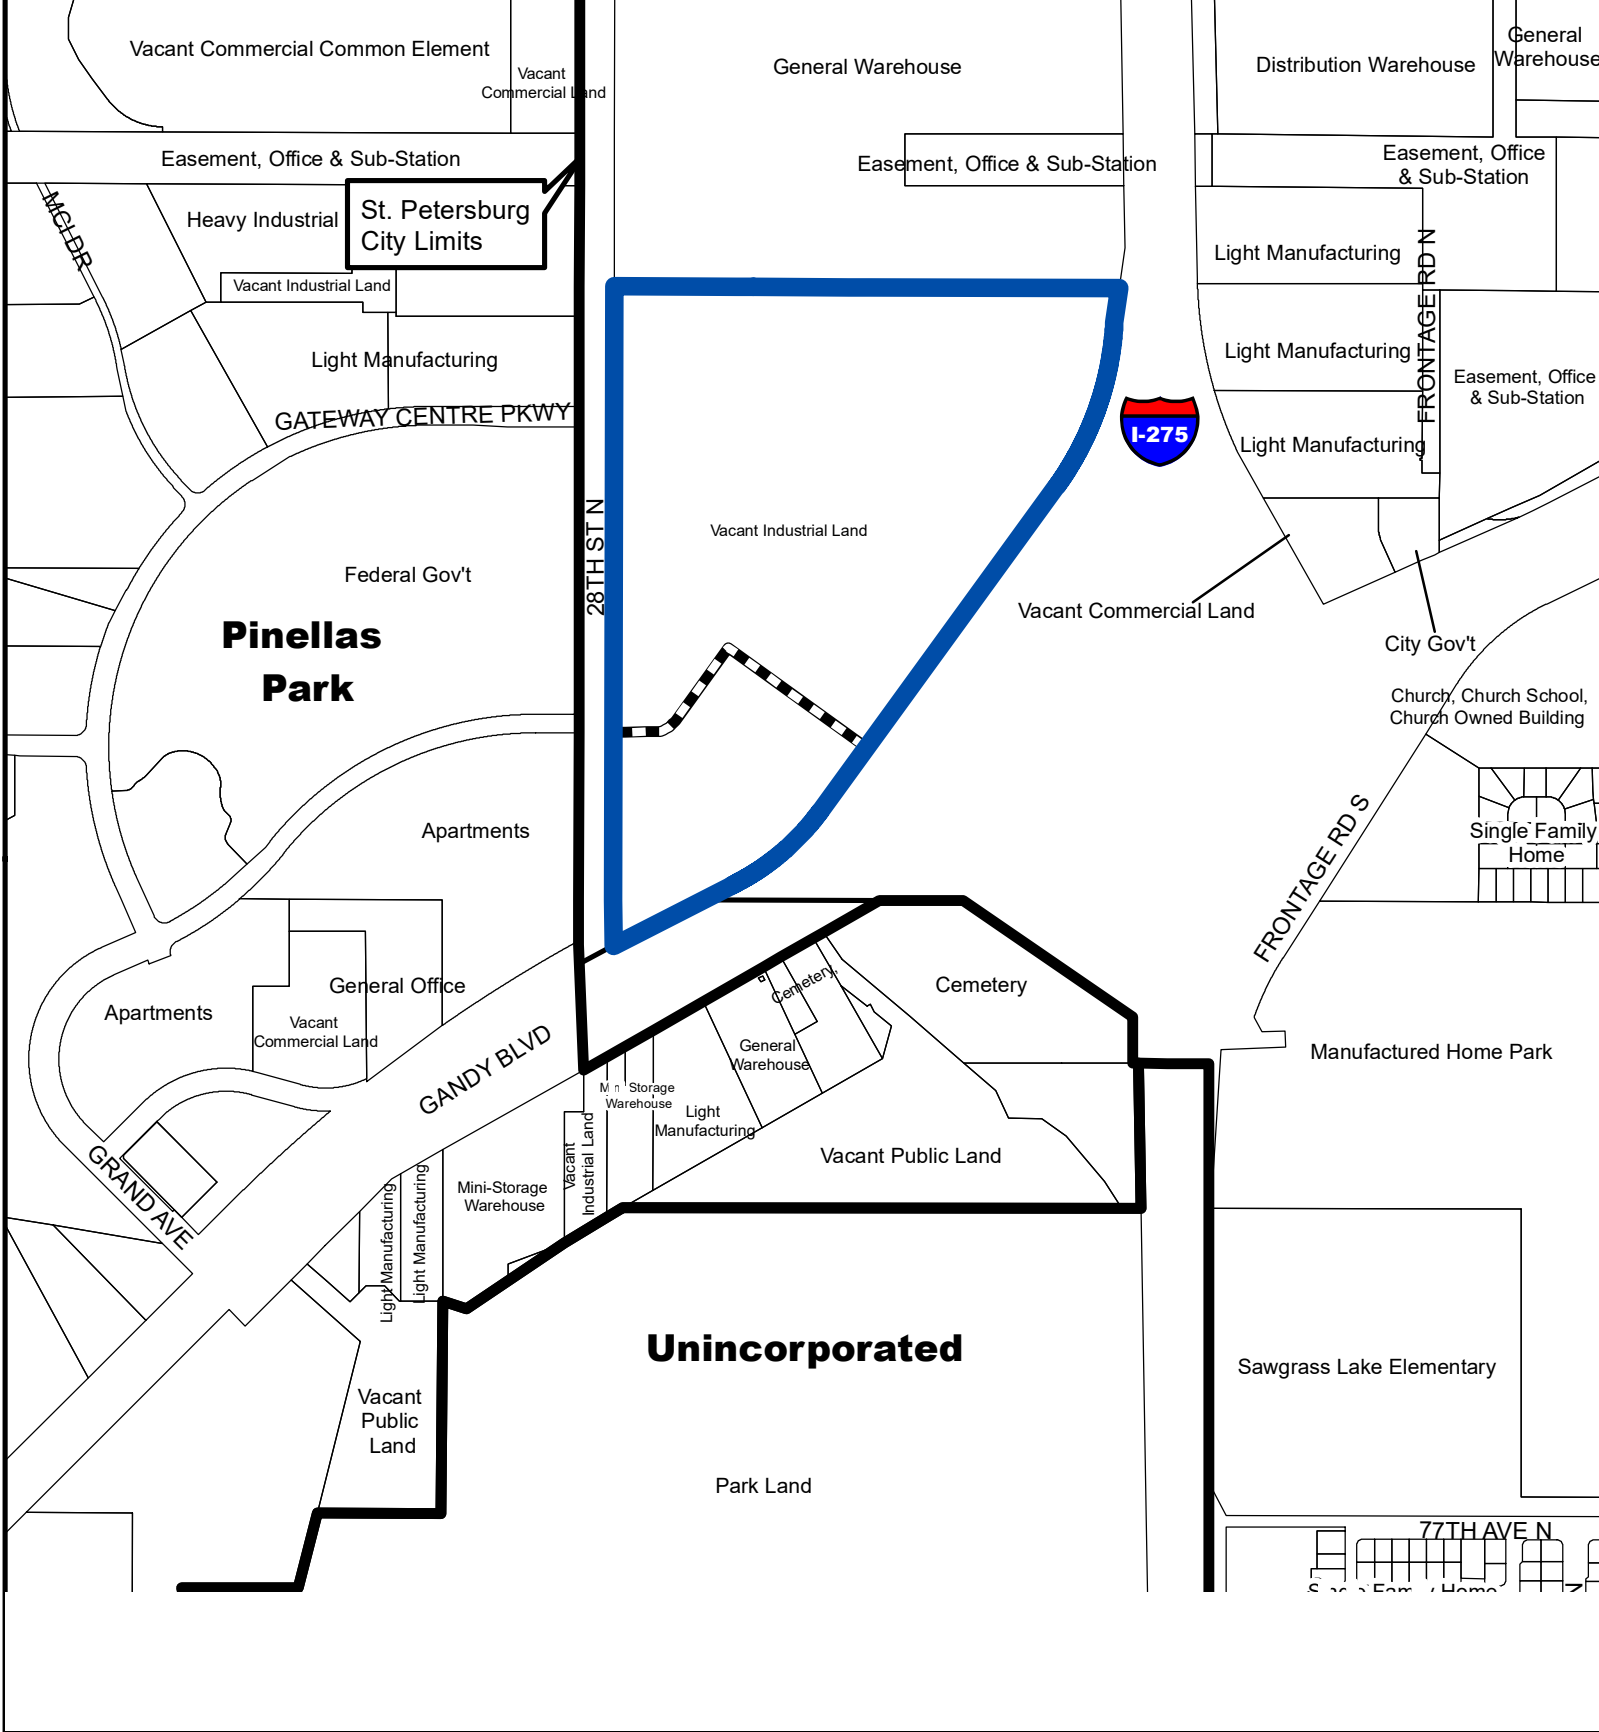 Vacant Commercial Common Element
Vacant
Commercial Land
General Warehouse
Distribution Warehouse
General
Warehouse
Easement, Office & Sub-Station
Easement, Office & Sub-Station
Easement, Office
& Sub-Station
MCI DR
Heavy Industrial
St. Petersburg
City Limits
Vacant Industrial Land
Light Manufacturing
FRONTAGE RD N
Light Manufacturing
Light Manufacturing
Easement, Office
& Sub-Station
GATEWAY CENTRE PKWY
I-275
Light Manufacturing
28TH ST N
Vacant Industrial Land
Federal Gov't
Vacant Commercial Land
City Gov't
Pinellas
Park
Church, Church School,
Church Owned Building
Apartments
FRONTAGE RD S
Single Family
Home
General Office
Cemetery,
Cemetery
Apartments
Vacant
Commercial Land
GANDY BLVD
General
Warehouse
Manufactured Home Park
Storage
Warehouse
Light
Manufacturing
Vacant
Industrial Land
Vacant Public Land
GRAND AVE
Light Manufacturing
Light Manufacturing
Mini-Storage
Warehouse
Unincorporated
Sawgrass Lake Elementary
Vacant
Public
Land
Park Land
77TH AVE N
Home